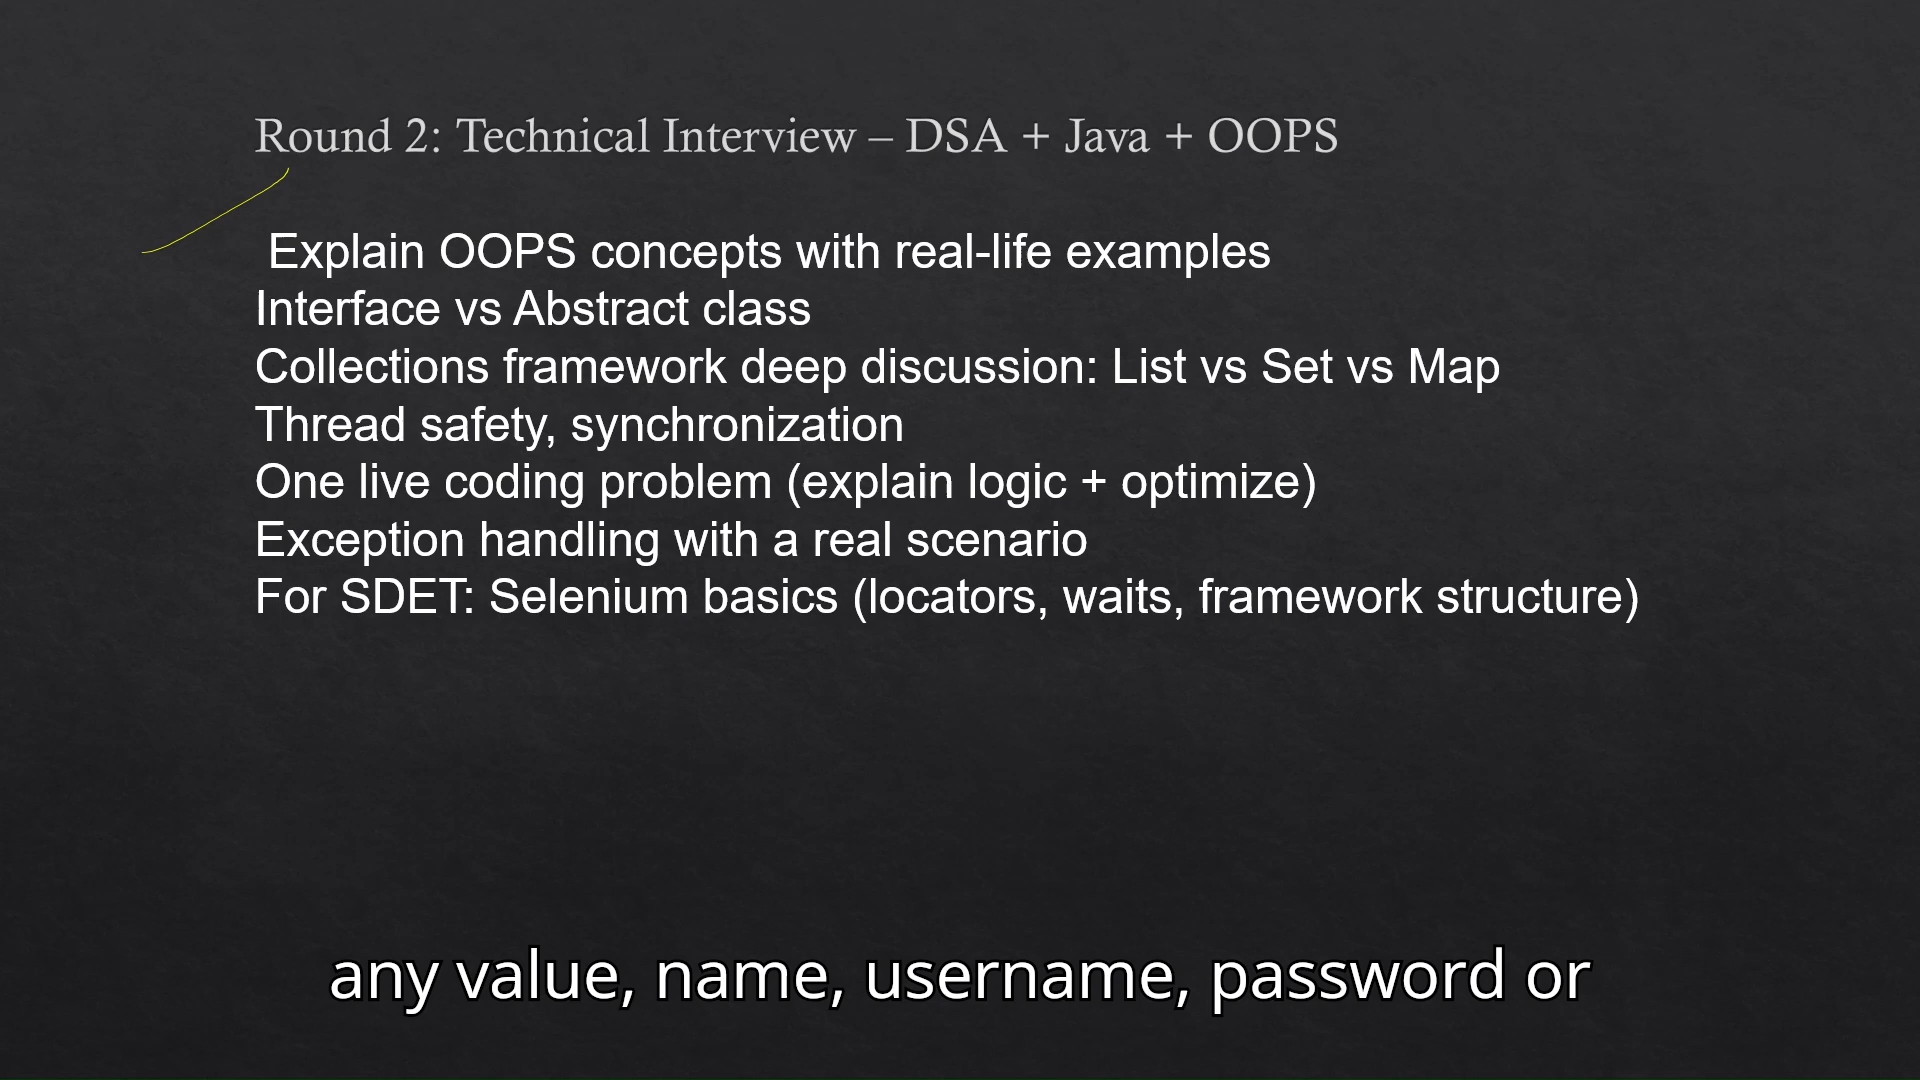 Round 2: Technical Interview – DSA + Java + OOPS
Explain OOPS concepts with real-life examples
Interface vs Abstract class
Collections framework deep discussion: List vs Set vs Map
Thread safety, synchronization
One live coding problem (explain logic + optimize)
Exception handling with a real scenario
For SDET: Selenium basics (locators, waits, framework structure)
any value, name, username, password or